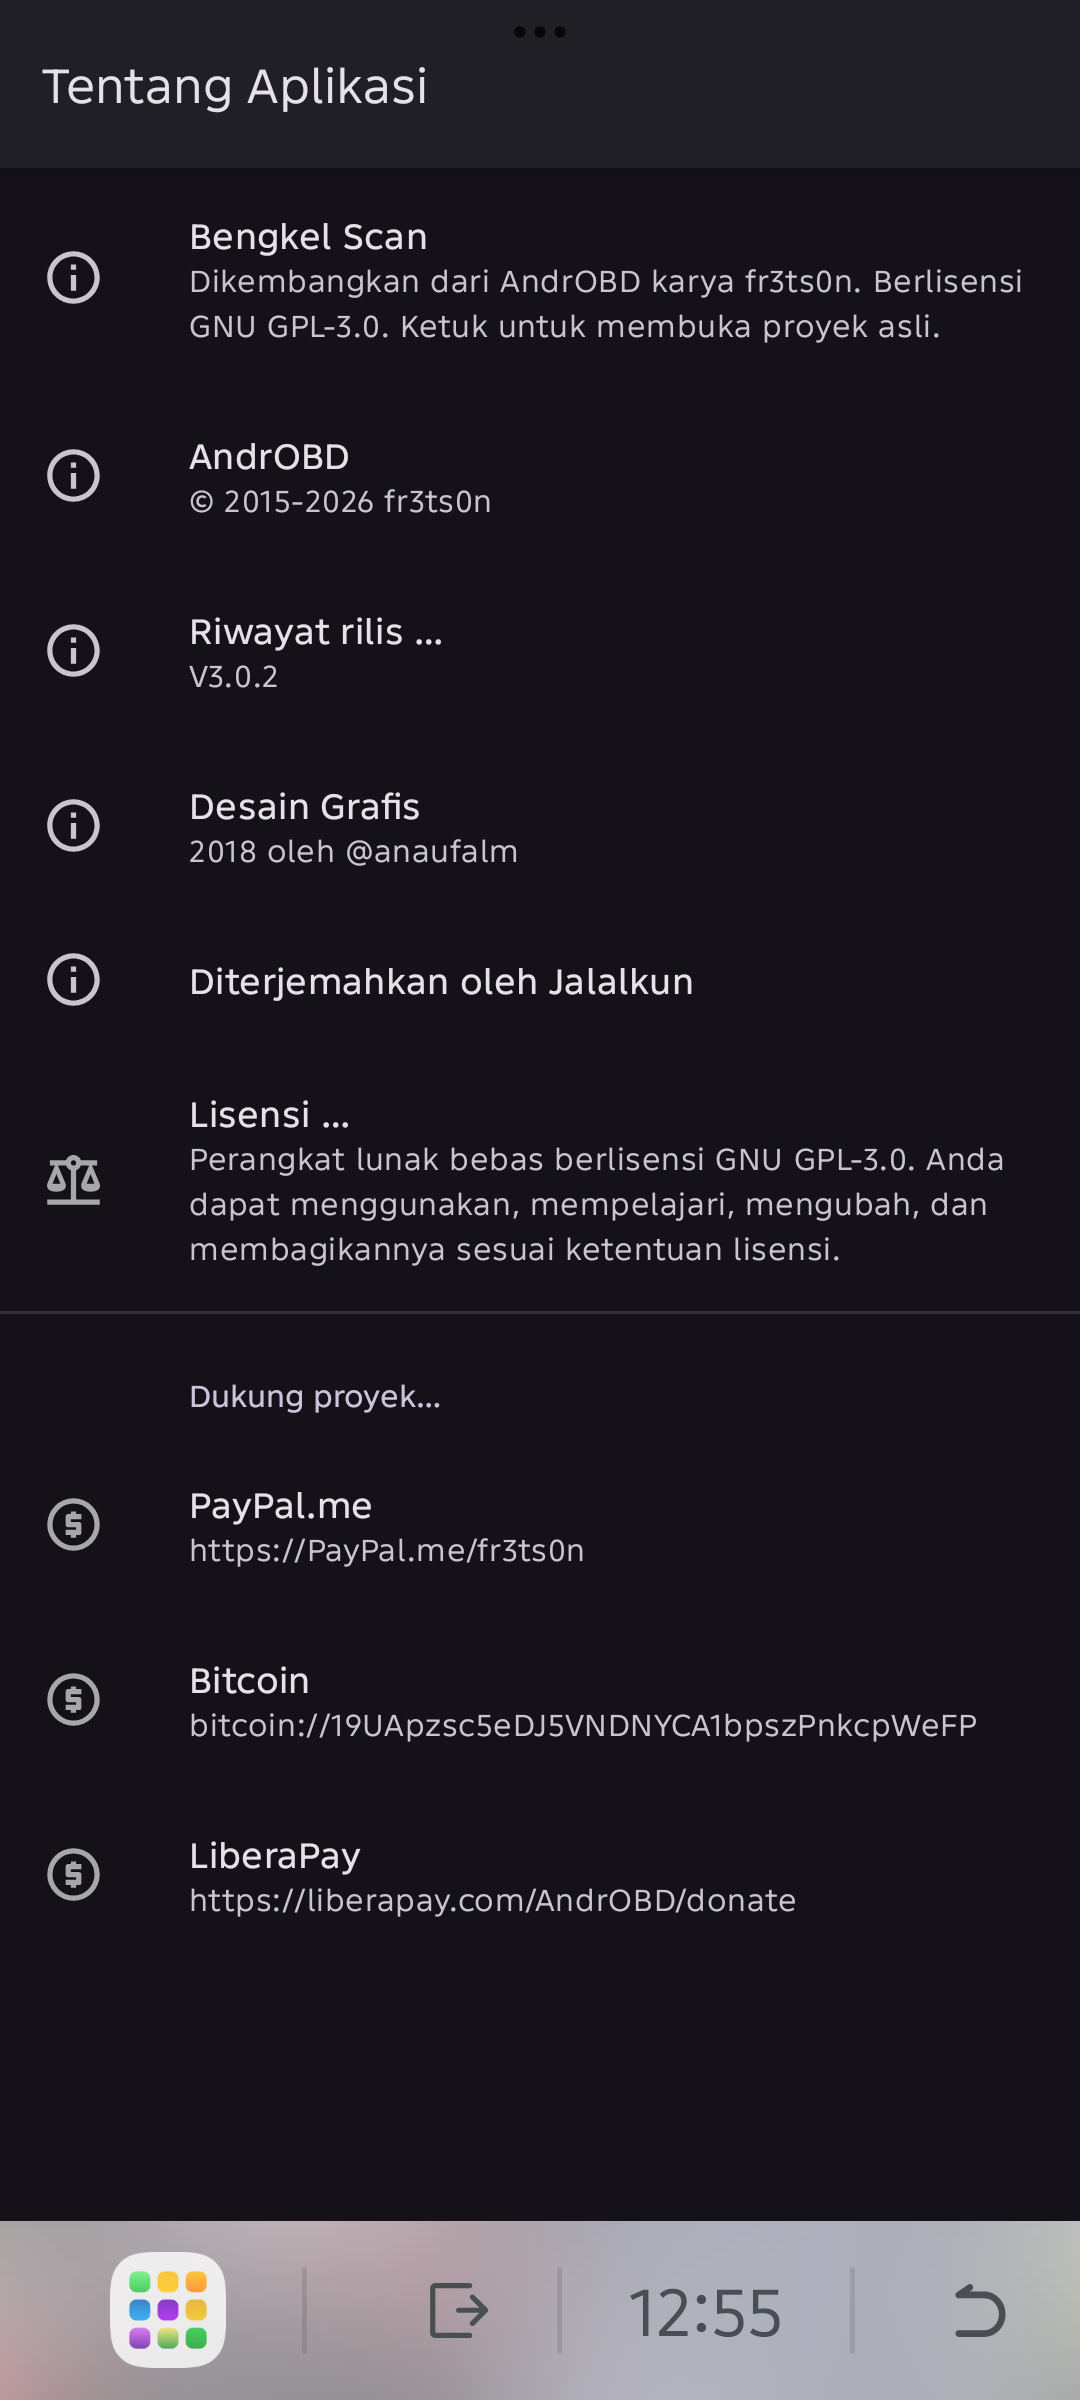 Tentang Aplikasi
Bengkel Scan
Dikembangkan dari AndrOBD karya fr3ts0n. Berlisensi
GNU GPL-3.0. Ketuk untuk membuka proyek asli.
AndrOBD
© 2015-2026 fr3ts0n
Riwayat rilis ...
V3.0.2
Desain Grafis
2018 oleh @anaufalm
Diterjemahkan oleh Jalalkun
Lisensi ...
Perangkat lunak bebas berlisensi GNU GPL-3.0. Anda
dapat menggunakan, mempelajari, mengubah, dan
membagikannya sesuai ketentuan lisensi.
Dukung proyek...
PayPal.me
https://PayPal.me/fr3ts0n
Bitcoin
bitcoin://19UApzsc5eDJ5VNDNYCA1bpszPnkcpWeFP
LiberaPay
https://liberapay.com/AndrOBD/donate
12:55